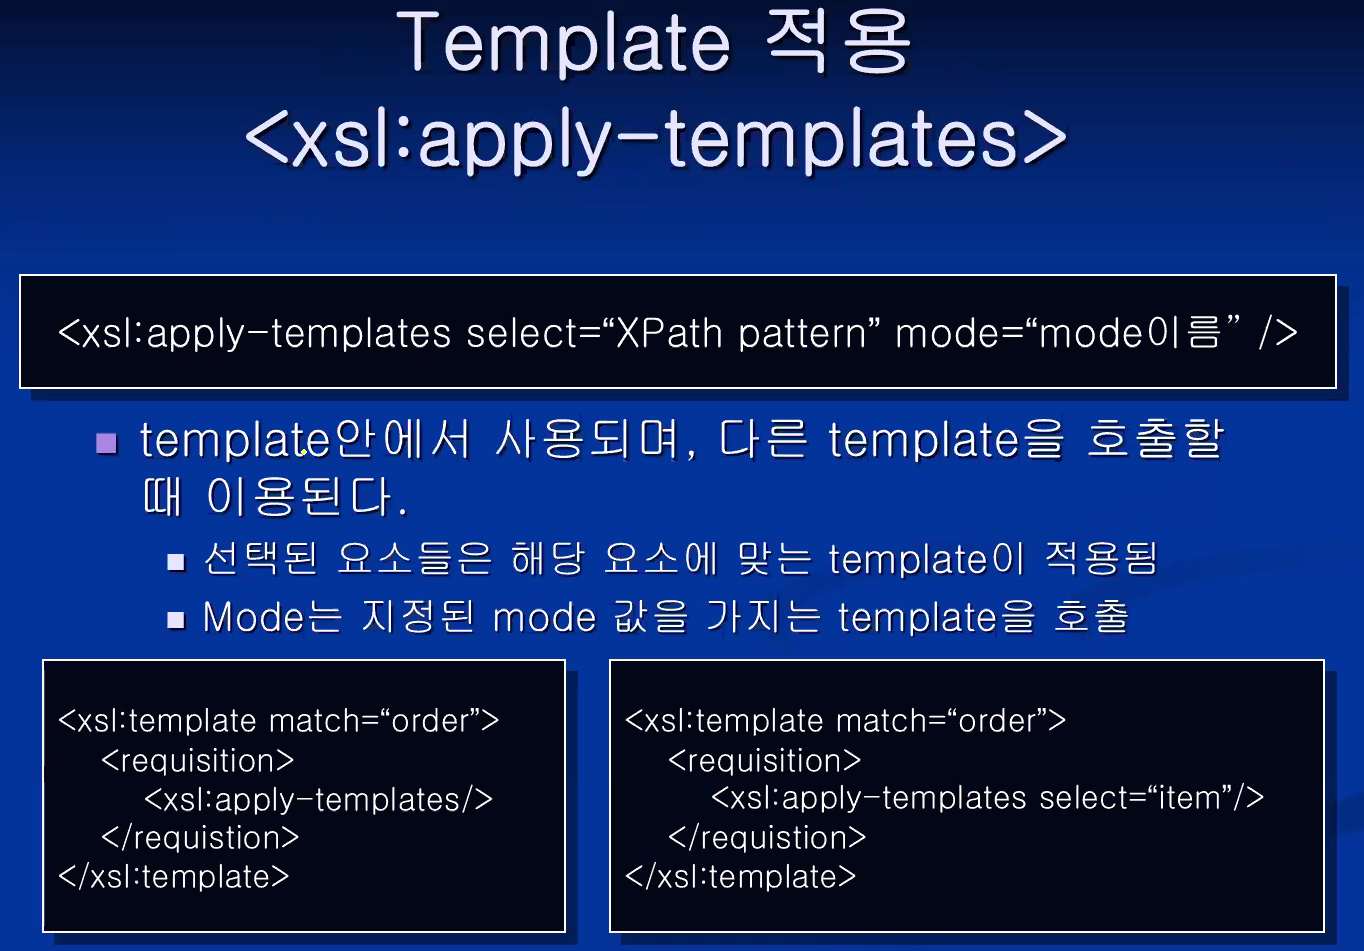 Template 적용
<xsl:apply-templates>
<xsl:apply-templates select=“XPath pattern” mode=“mode이름” />
template안에서 사용되며, 다른 template을 호출할
때 이용된다.
선택된 요소들은 해당 요소에 맞는 template이 적용됨
Mode는 지정된 mode 값을 가지는 template을 호출
<xsl:template match=“order”>
<requisition>
<xsl:apply-templates/>
</requistion>
</xsl:template>
<xsl:template match=“order”>
<requisition>
<xsl:apply-templates select=“item”/>
</requistion>
</xsl:template>